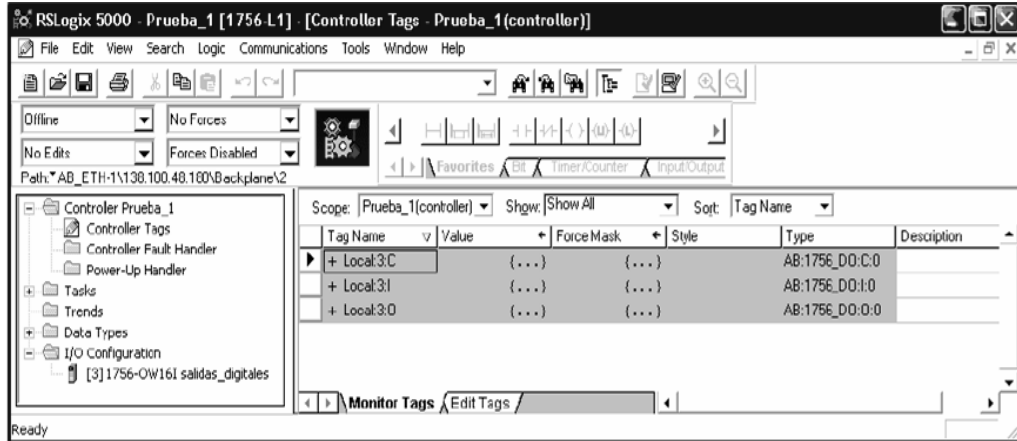 RSLogix 5000 - Prueba_1 [1756-L1] - [Controller Tags - Prueba_1(controller)]
File Edit View Search Logic Communications Tools Window Help
Offline No Forces
No Edits Forces Disabled
Favorites Bit Timer/Counter Input/Output
Path: AB_ETH-1\138.100.48.180\Backplane\2
Controler Prueba_1
Controller Tags
Controller Fault Handler
Power-Up Handler
Tasks
Trends
Data Types
I/O Configuration
[3] 1756-OW16I salidas_digitales
Scope: Prueba_1(controller) Show: Show All Sort: Tag Name
Tag Name Value Force Mask Style Type Description
+ Local:3:C {...} {...} AB:1756_DO:C:0
+ Local:3:I {...} {...} AB:1756_DO:I:0
+ Local:3:O {...} {...} AB:1756_DO:O:0
Monitor Tags Edit Tags
Ready